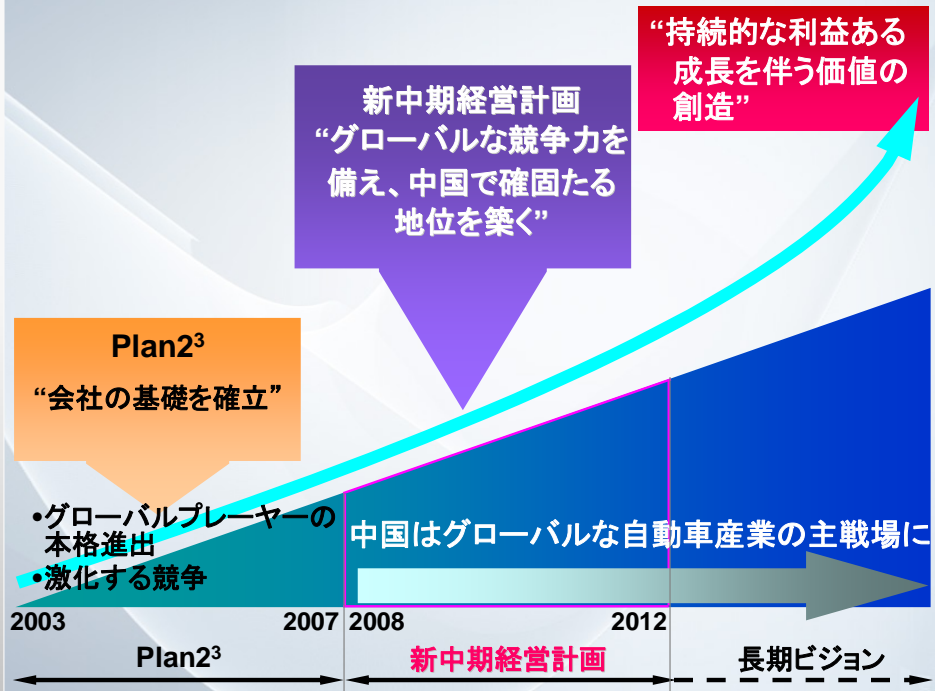 “持続的な利益ある
成長を伴う価値の
創造”
新中期経営計画
“グローバルな競争力を
備え、中国で確固たる
地位を築く”
Plan2³
“会社の基礎を確立”
•グローバルプレーヤーの
本格進出
•激化する競争
中国はグローバルな自動車産業の主戦場に
2003
2007
2008
2012
Plan2³
新中期経営計画
長期ビジョン